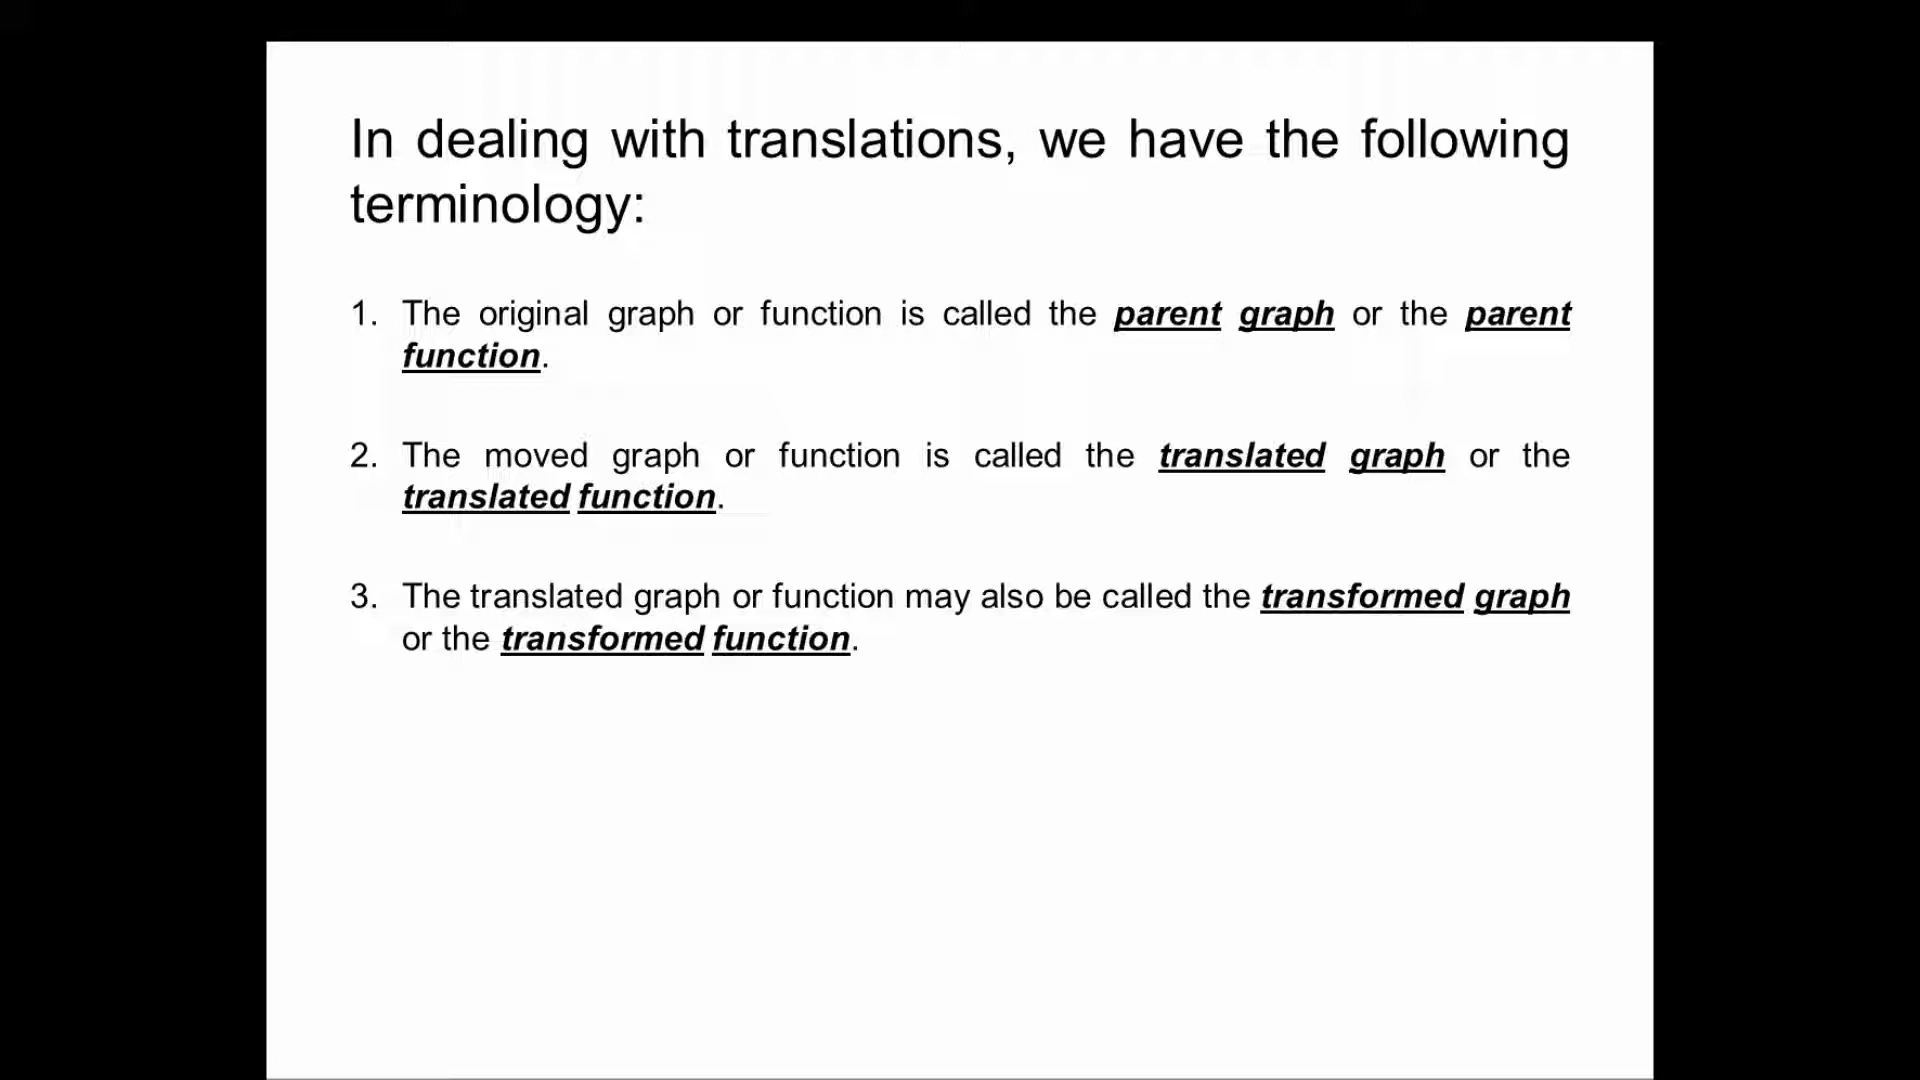 In dealing with translations, we have the following
terminology:
1. The original graph or function is called the parent graph or the parent
function.
2. The moved graph or function is called the translated graph or the
translated function.
3. The translated graph or function may also be called the transformed graph
or the transformed function.